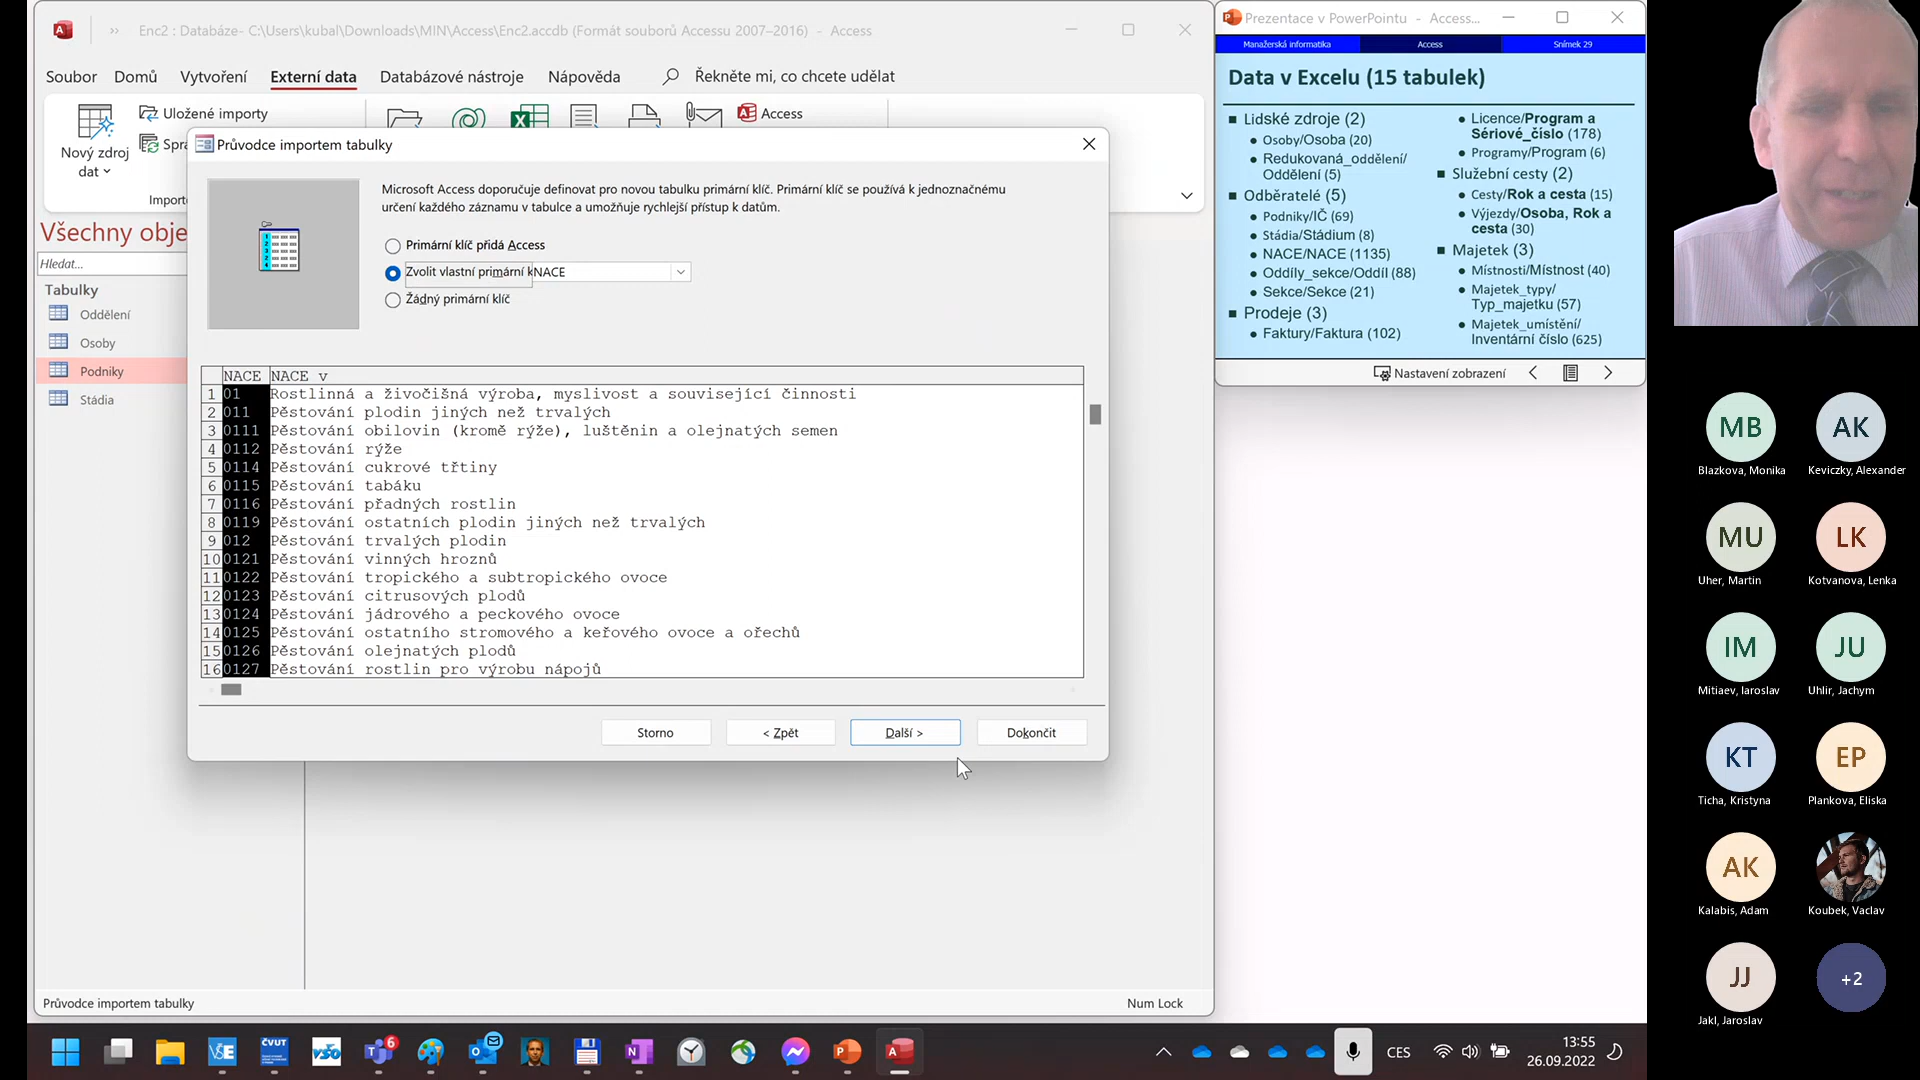 Enc2 : Databáze- C:\Users\kubal\Downloads\MIN\Access\Enc2.accdb (Formát souborů Accessu 2007–2016) - Access
Soubor Domů Vytvoření Externí data Databázové nástroje Nápověda Řekněte mi, co chcete udělat
Nový zdroj
dat
Uložené importy
Access
Všechny obje
Hledat...
Tabulky
Oddělení
Osoby
Podniky
Stádia
Průvodce importem tabulky
Microsoft Access doporučuje definovat pro novou tabulku primární klíč. Primární klíč se používá k jednoznačnému
určení každého záznamu v tabulce a umožňuje rychlejší přístup k datům.
Primární klíč přidá Access
Zvolit vlastní primární k NACE
Žádný primární klíč
NACE NACE v
1 01 Rostlinná a živočišná výroba, myslivost a související činnosti
2 011 Pěstování plodin jiných než trvalých
3 0111 Pěstování obilovin (kromě rýže), luštěnin a olejnatých semen
4 0112 Pěstování rýže
5 0114 Pěstování cukrové třtiny
6 0115 Pěstování tabáku
7 0116 Pěstování přadných rostlin
8 0119 Pěstování ostatních plodin jiných než trvalých
9 012 Pěstování trvalých plodin
10 0121 Pěstování vinných hroznů
11 0122 Pěstování tropického a subtropického ovoce
12 0123 Pěstování citrusových plodů
13 0124 Pěstování jádrového a peckového ovoce
14 0125 Pěstování ostatního stromového a keřového ovoce a ořechů
15 0126 Pěstování olejnatých plodů
16 0127 Pěstování rostlin pro výrobu nápojů
Storno < Zpět Další > Dokončit
Průvodce importem tabulky Num Lock
Prezentace v PowerPointu - Access...
Manažerská informatika Access Snímek 29
Data v Excelu (15 tabulek)
Lidské zdroje (2)
Osoby/Osoba (20)
Redukovaná_oddělení/
Oddělení (5)
Odběratelé (5)
Podniky/IČ (69)
Stádia/Stádium (8)
NACE/NACE (1135)
Oddíly_sekce/Oddíl (88)
Sekce/Sekce (21)
Prodeje (3)
Faktury/Faktura (102)
Licence/Program a
Sériové_číslo (178)
Programy/Program (6)
Služební cesty (2)
Cesty/Rok a cesta (15)
Výjezdy/Osoba, Rok a
cesta (30)
Majetek (3)
Místnosti/Místnost (40)
Majetek_typy/
Typ_majetku (57)
Majetek_umístění/
Inventární číslo (625)
Nastavení zobrazení
MB AK
Blazkova, Monika Keviczky, Alexander
MU LK
Uher, Martin Kotvanova, Lenka
IM JU
Mitiaev, Iaroslav Uhlir, Jachym
KT EP
Ticha, Kristyna Plankova, Eliska
AK
Kalabis, Adam Koubek, Vaclav
JJ +2
Jakl, Jaroslav
ČVUT
6
CES
13:55
26.09.2022